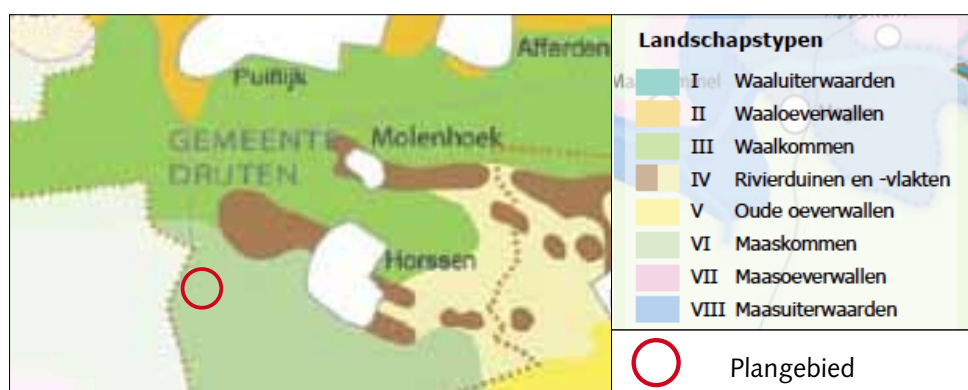 Puiflijk
Afferden
GEMEENTE
DRUTEN
Molenhoek
Horssen
Landschapstypen
I Waaluiterwaarden
II Waaloeverwallen
III Waalkommen
IV Rivierduinen en -vlakten
V Oude oeverwallen
VI Maaskommen
VII Maasoeverwallen
VIII Maasuiterwaarden
Plangebied